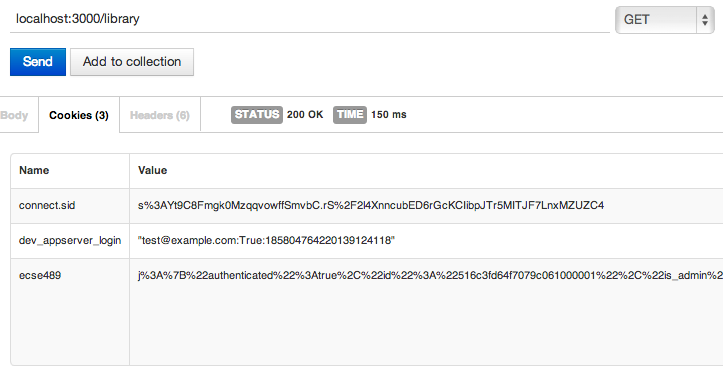 localhost:3000/library GET
Send Add to collection
Body Cookies (3) Headers (6) STATUS 200 OK TIME 150 ms
Name Value
connect.sid s%3AYt9C8Fmgk0MzqqvowffSmvbC.rS%2F2l4XnncubED6rGcKClibpJTr5MITJF7LnxMZUZC4
dev_appserver_login "test@example.com:True:185804764220139124118"
ecse489 j%3A%7B%22authenticated%22%3Atrue%2C%22id%22%3A%22516c3fd64f7079c061000001%22%2C%22is_admin%2